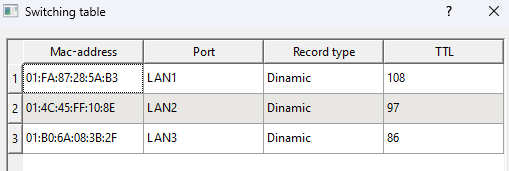 Switching table ? ×
Mac-address Port Record type TTL
1 01:FA:87:28:5A:B3 LAN1 Dinamic 108
2 01:4C:45:FF:10:8E LAN2 Dinamic 97
3 01:B0:6A:08:3B:2F LAN3 Dinamic 86